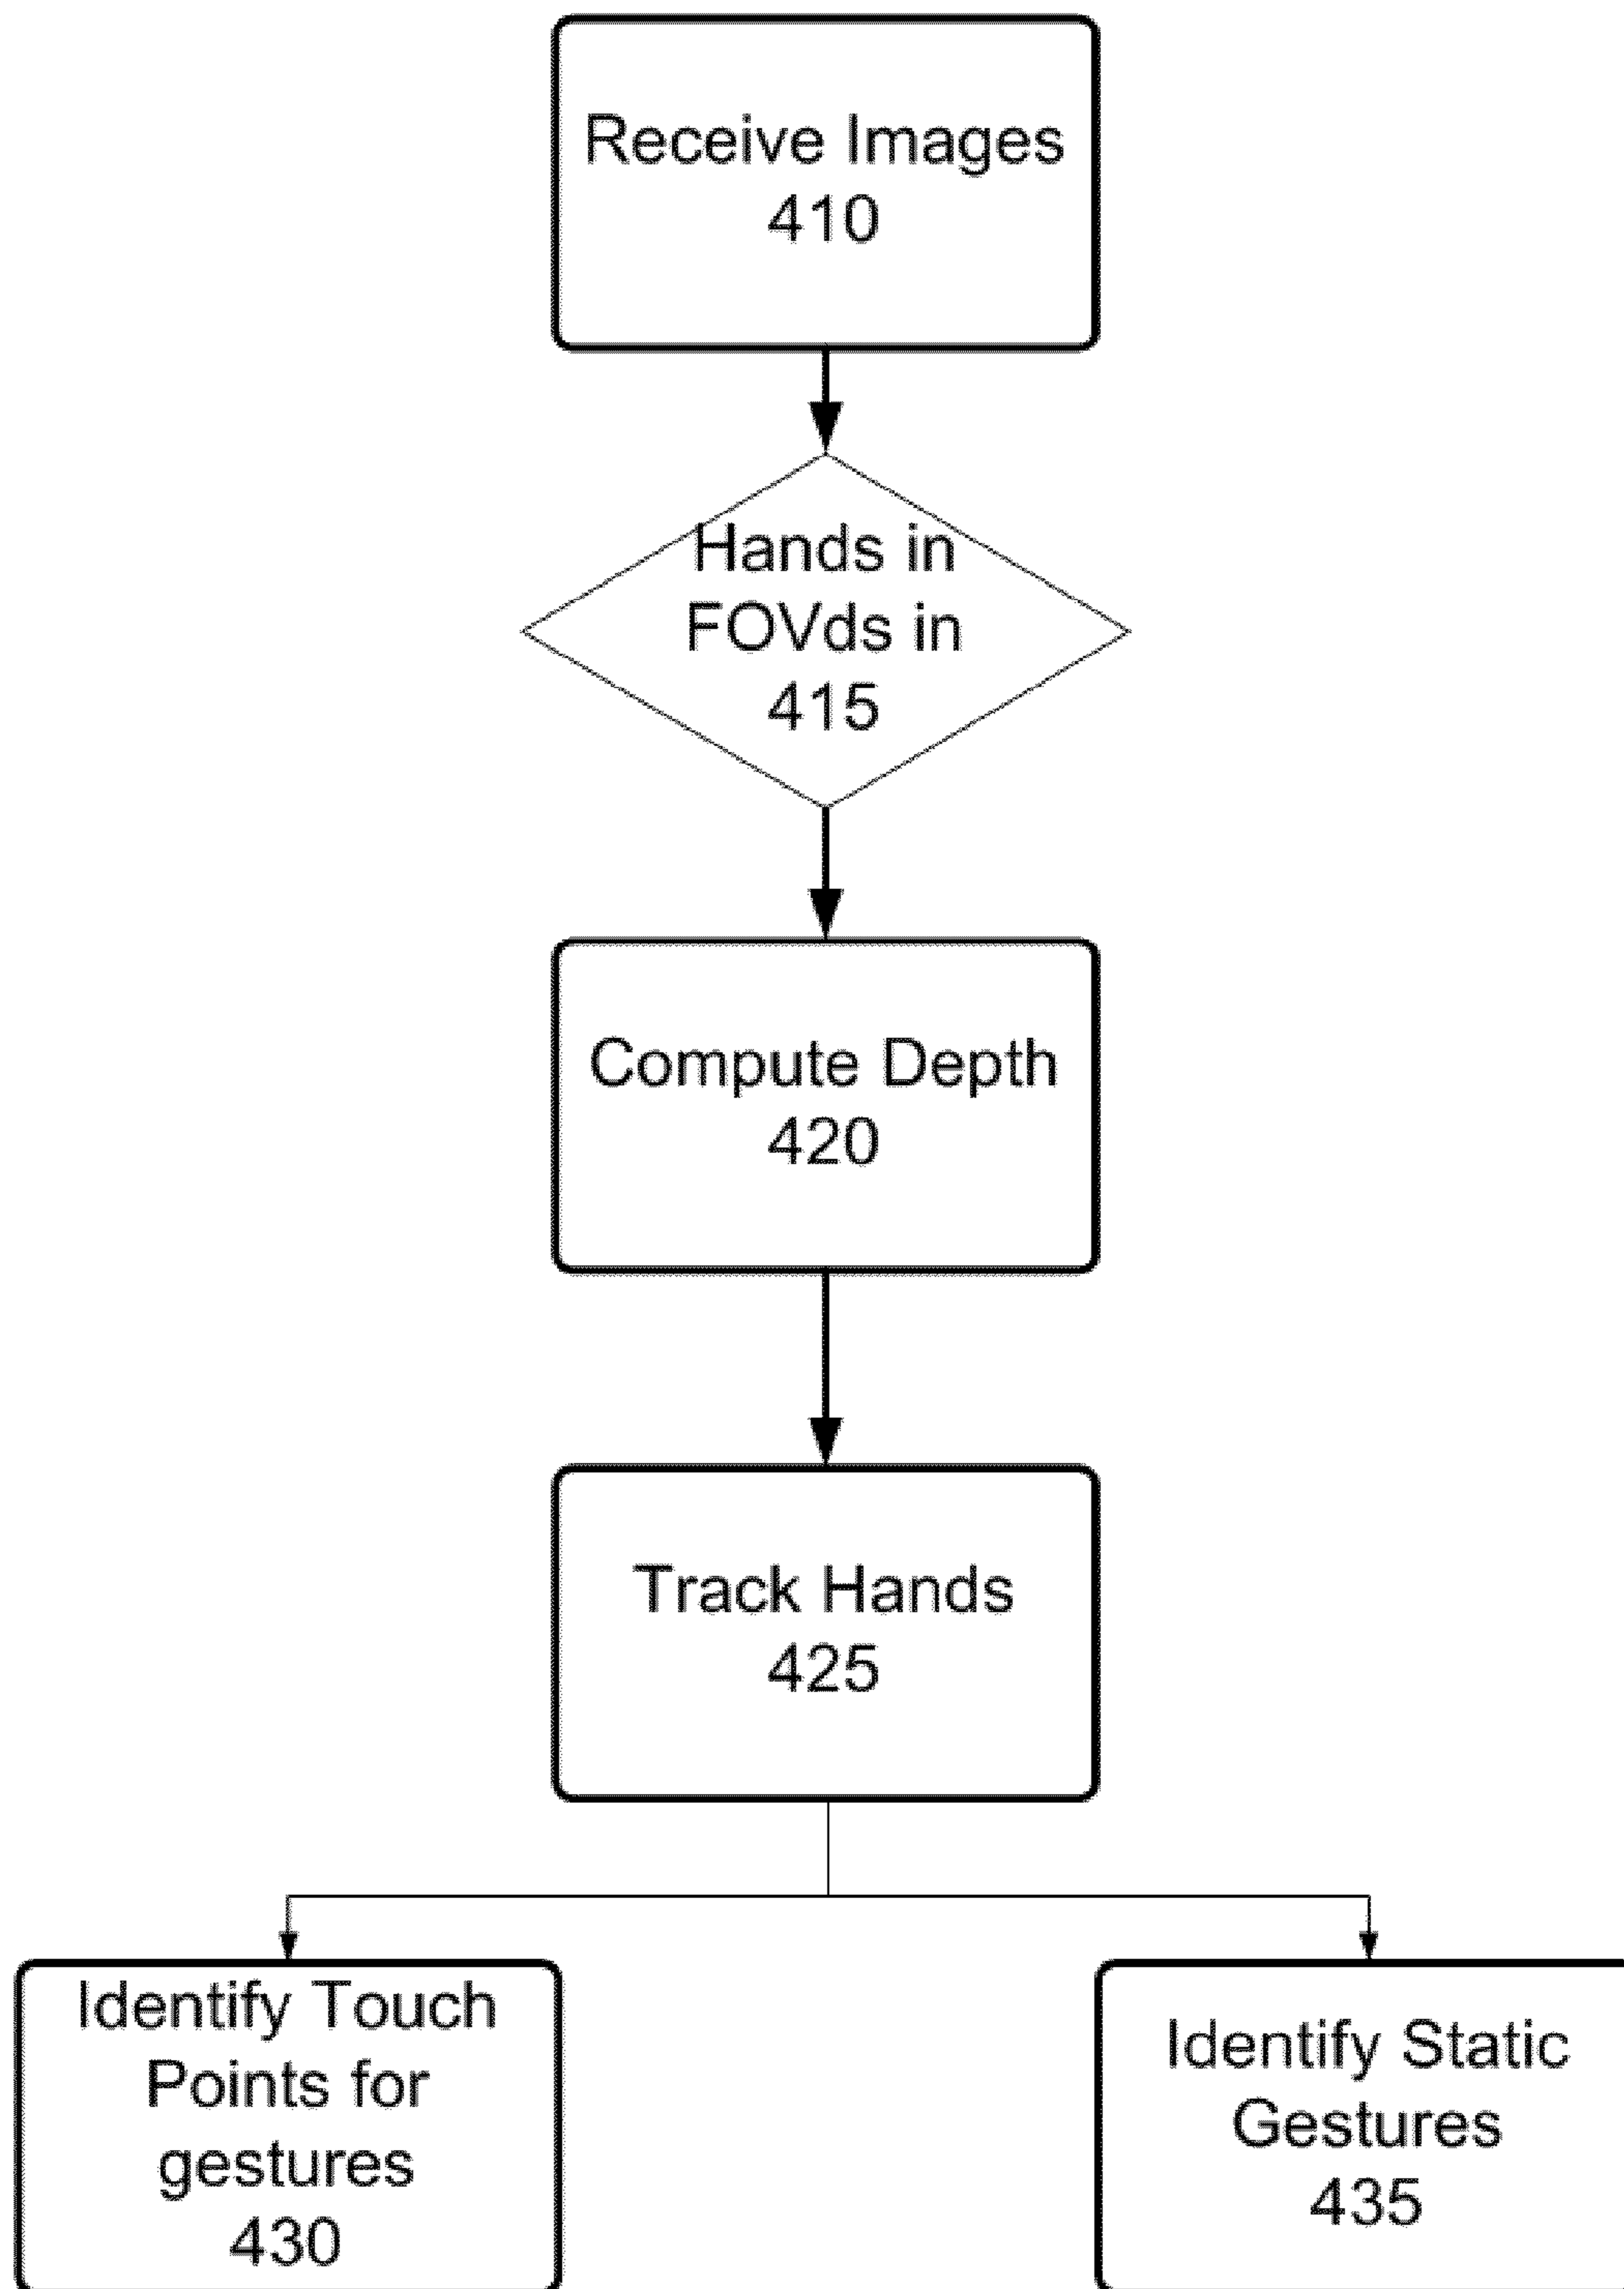 Receive Images
410
Hands in
FOVds in
415
Compute Depth
420
Track Hands
425
Identify Touch
Points for
gestures
430
Identify Static
Gestures
435